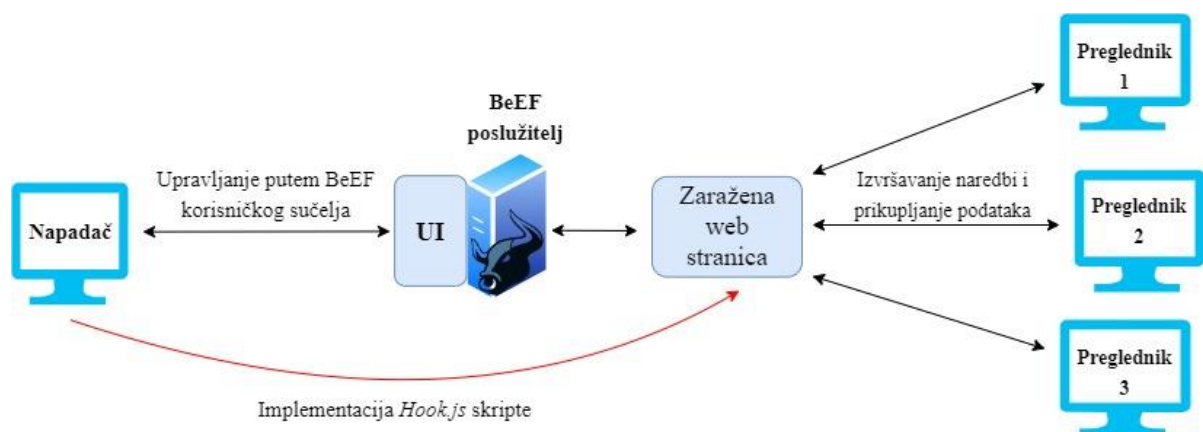 Napadač
Upravljanje putem BeEF
korisničkog sučelja
UI
BeEF
poslužitelj
Zaražena
web
stranica
Izvršavanje naredbi i
prikupljanje podataka
Preglednik
1
Preglednik
2
Preglednik
3
Implementacija Hook.js skripte